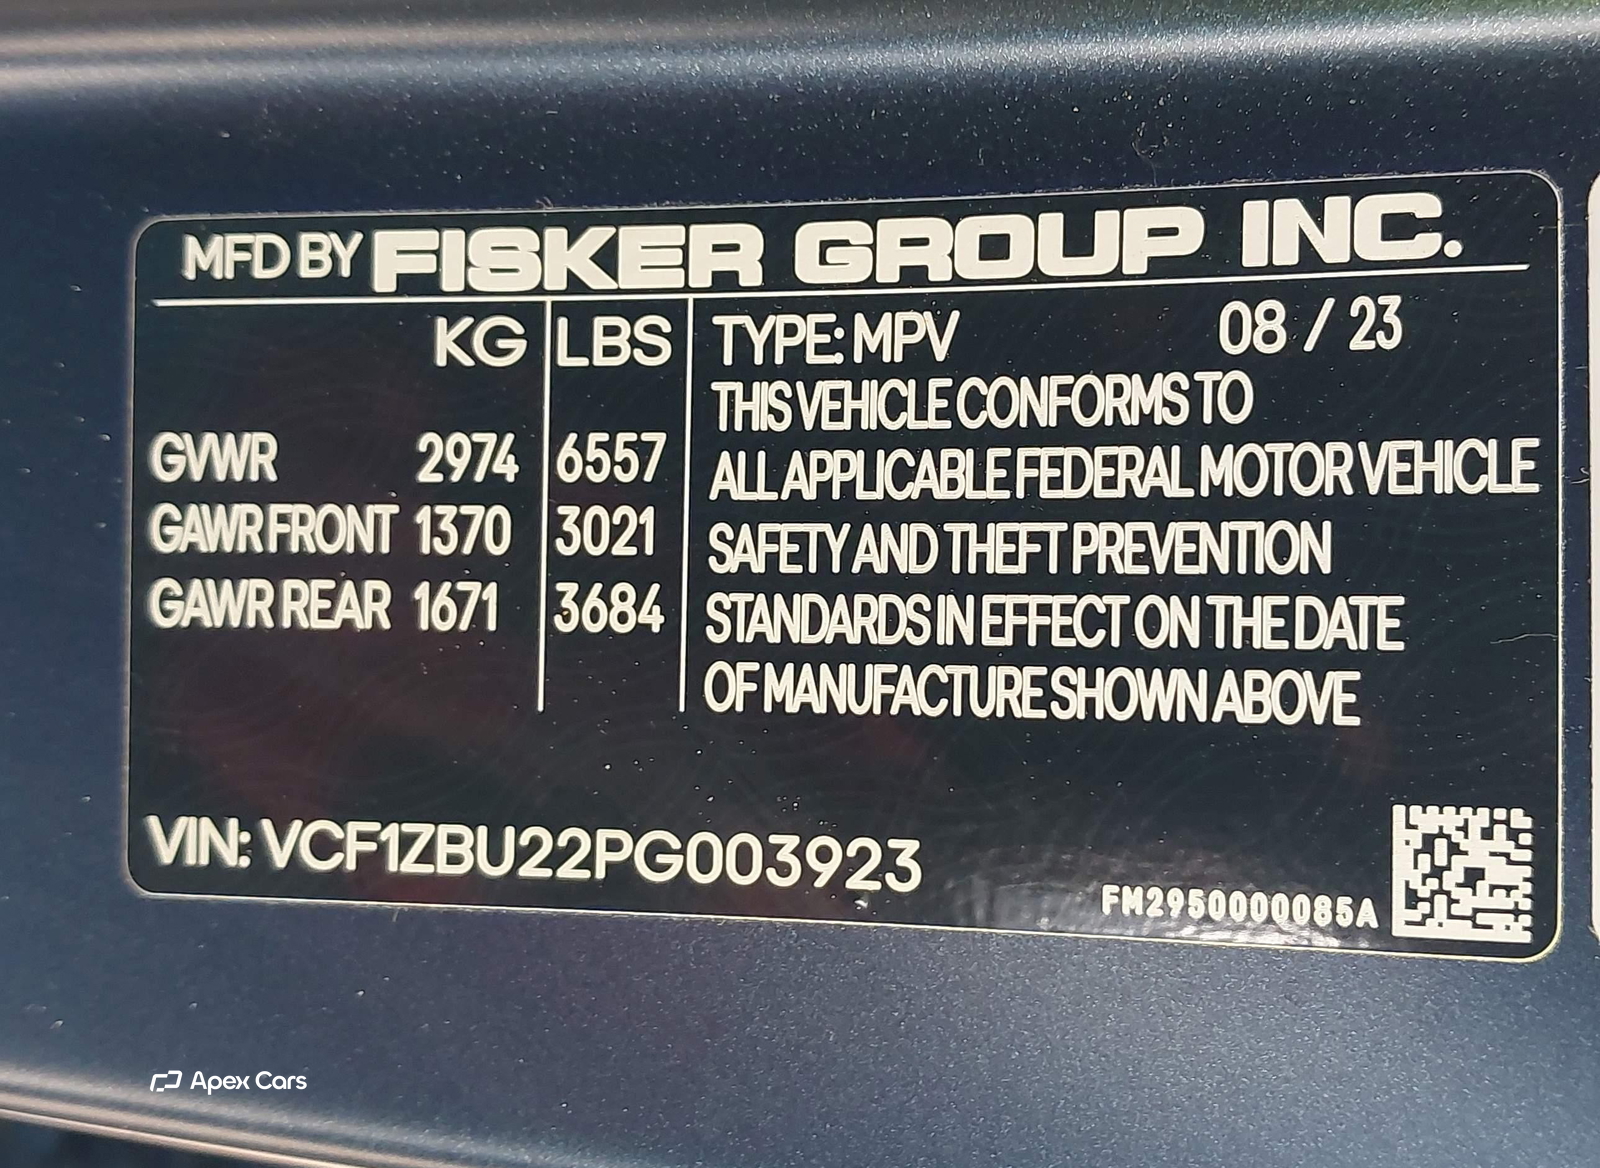 MFD BY FISKER GROUP INC.
KG LBS TYPE: MPV 08 / 23
THIS VEHICLE CONFORMS TO
GVWR 2974 6557 ALL APPLICABLE FEDERAL MOTOR VEHICLE
GAWR FRONT 1370 3021 SAFETY AND THEFT PREVENTION
GAWR REAR 1671 3684 STANDARDS IN EFFECT ON THE DATE
OF MANUFACTURE SHOWN ABOVE
VIN: VCF1ZBU22PG003923
FM2950000085A
Apex Cars